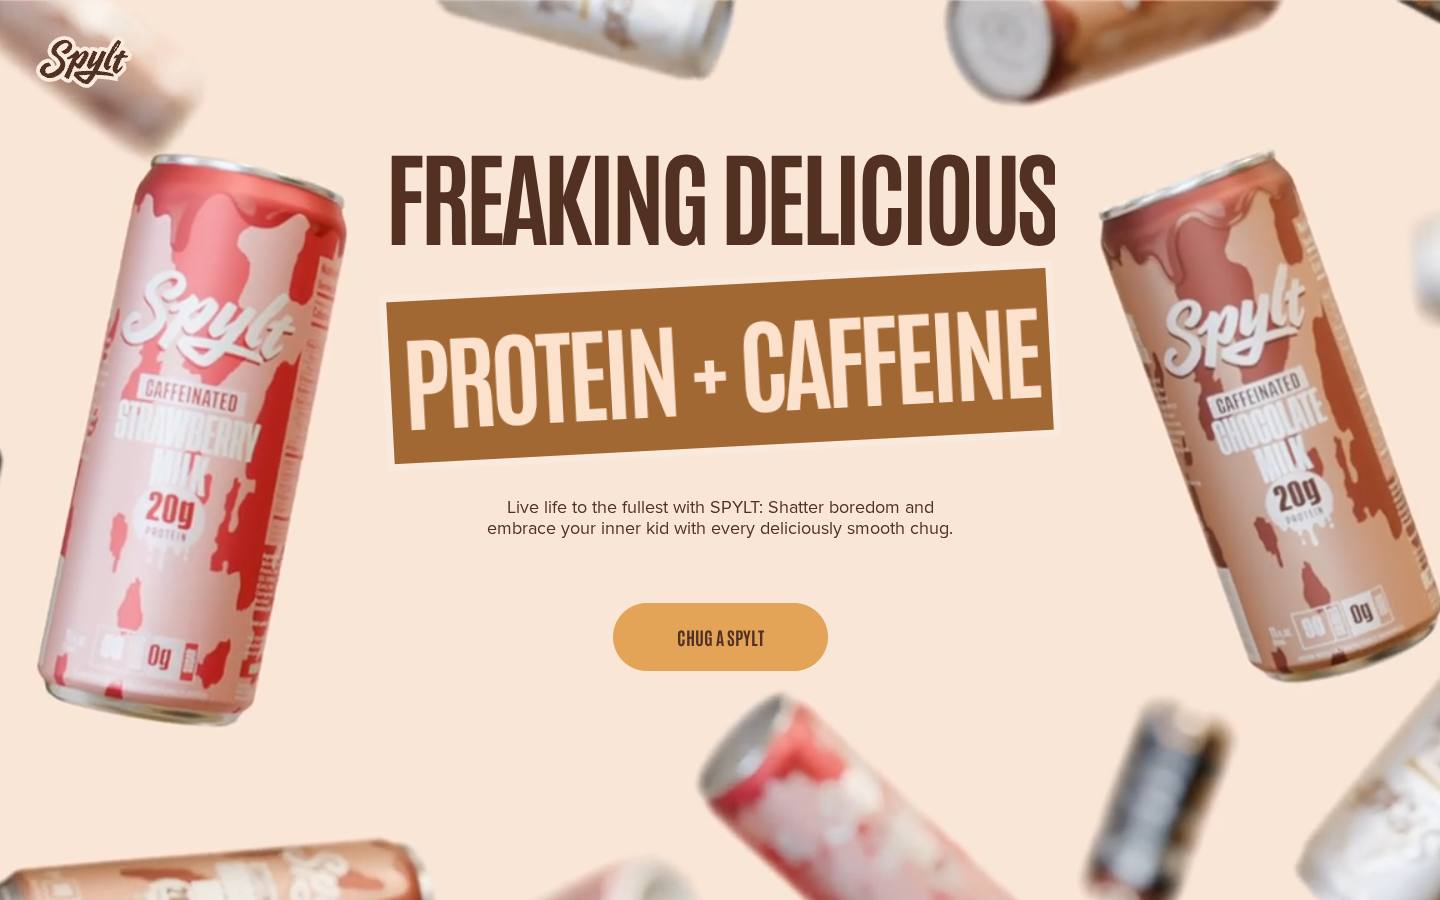 Spylt
FREAKING DELICIOUS
PROTEIN + CAFFEINE
Live life to the fullest with SPYLT: Shatter boredom and
embrace your inner kid with every deliciously smooth chug.
CHUG A SPYLT
Spylt
CAFFEINATED
STRAWBERRY
MILK
20g
PROTEIN
0g
Spylt
CAFFEINATED
CHOCOLATE
MILK
20g
PROTEIN
0g